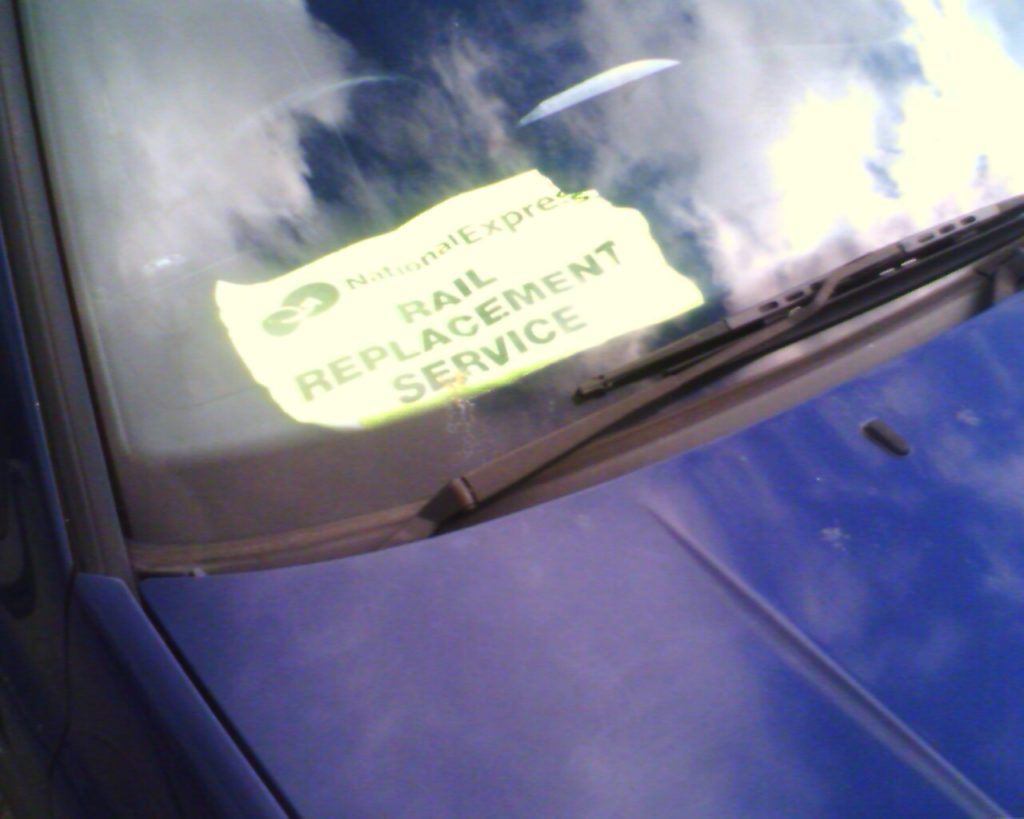 NationalExpress
RAIL
REPLACEMENT
SERVICE